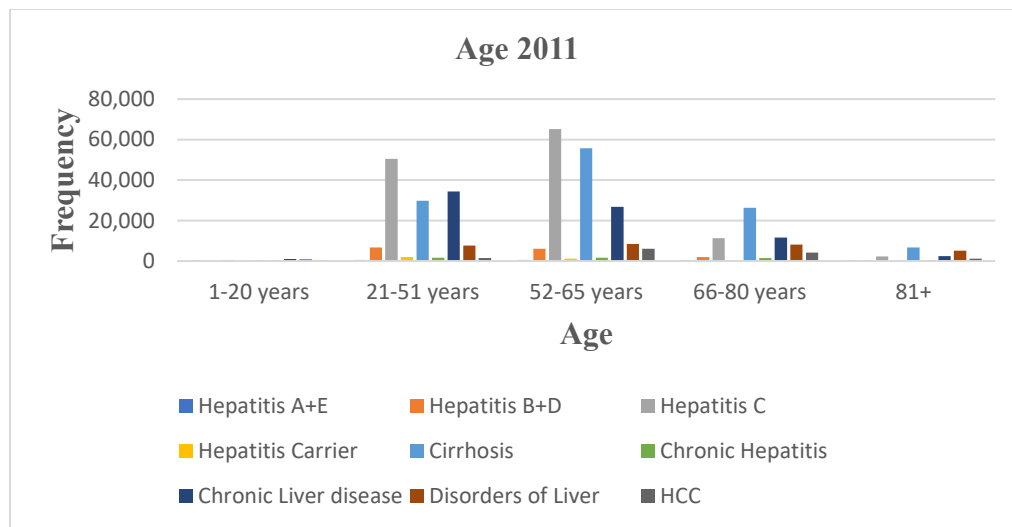 Age 2011
Frequency
80,000
60,000
40,000
20,000
0
1-20 years 21-51 years 52-65 years 66-80 years 81+
Age
Hepatitis A+E Hepatitis B+D Hepatitis C
Hepatitis Carrier Cirrhosis Chronic Hepatitis
Chronic Liver disease Disorders of Liver HCC